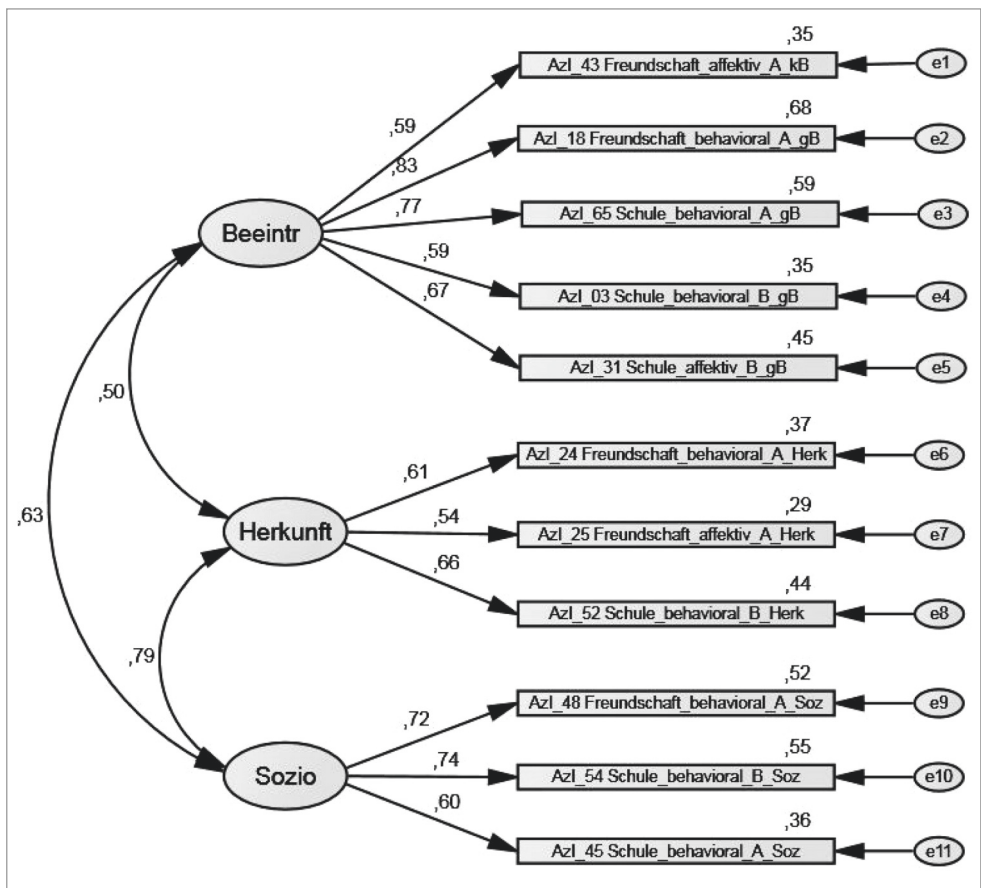 ,35
Azl_43 Freundschaft_affektiv_A_kB
e1
,59
,68
Azl_18 Freundschaft_behavioral_A_gB
e2
,83
,59
Azl_65 Schule_behavioral_A_gB
e3
,77
Beeintr
,59
,35
Azl_03 Schule_behavioral_B_gB
e4
,67
,45
Azl_31 Schule_affektiv_B_gB
e5
,50
,37
Azl_24 Freundschaft_behavioral_A_Herk
e6
,61
,63
Herkunft
,54
,29
Azl_25 Freundschaft_affektiv_A_Herk
e7
,66
,44
Azl_52 Schule_behavioral_B_Herk
e8
,79
,52
Azl_48 Freundschaft_behavioral_A_Soz
e9
,72
Sozio
,74
,55
Azl_54 Schule_behavioral_B_Soz
e10
,60
,36
Azl_45 Schule_behavioral_A_Soz
e11